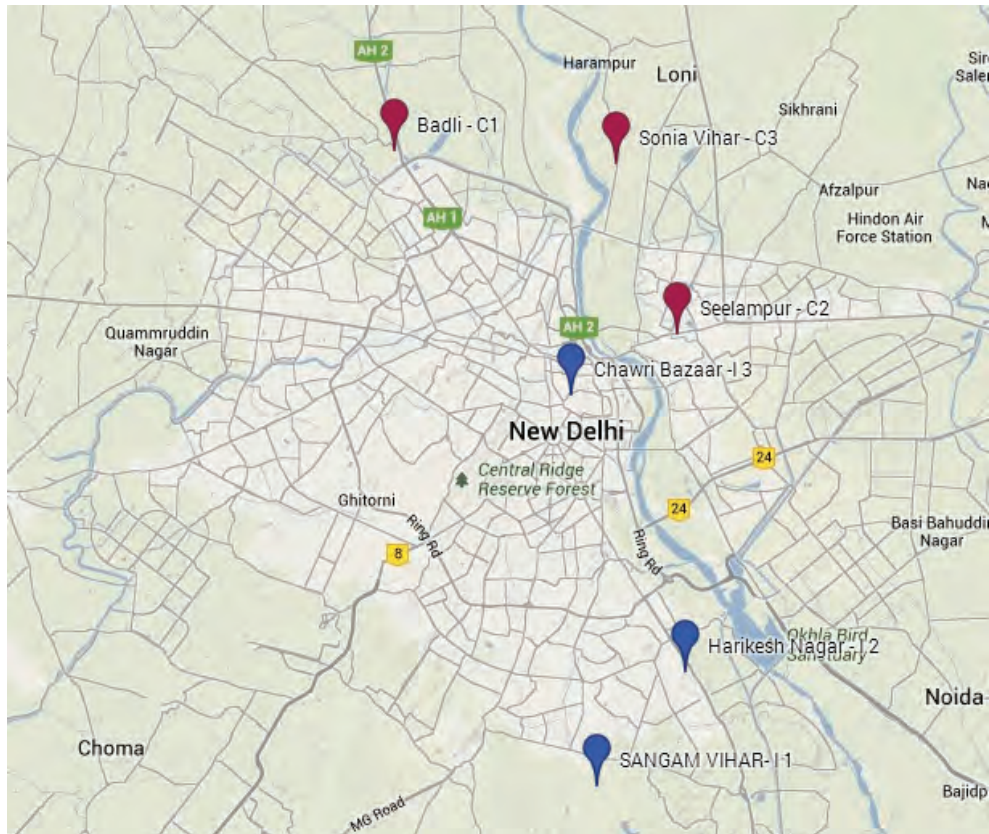 AH 2
Harampur
Loni
Sikhrani
Badli - C1
Sonia Vihar - C3
Afzalpur
AH 1
Hindon Air
Force Station
Seelampur - C2
AH 2
Quammruddin
Nagar
Chawri Bazaar -I 3
New Delhi
24
Central Ridge
Reserve Forest
Ghitorni
24
Ring Rd
8
Ring Rd
Basi Bahuddin
Nagar
Okhla Bird
Sanctuary
Harikesh Nagar - I 2
Noida
Choma
SANGAM VIHAR- I 1
MG Road